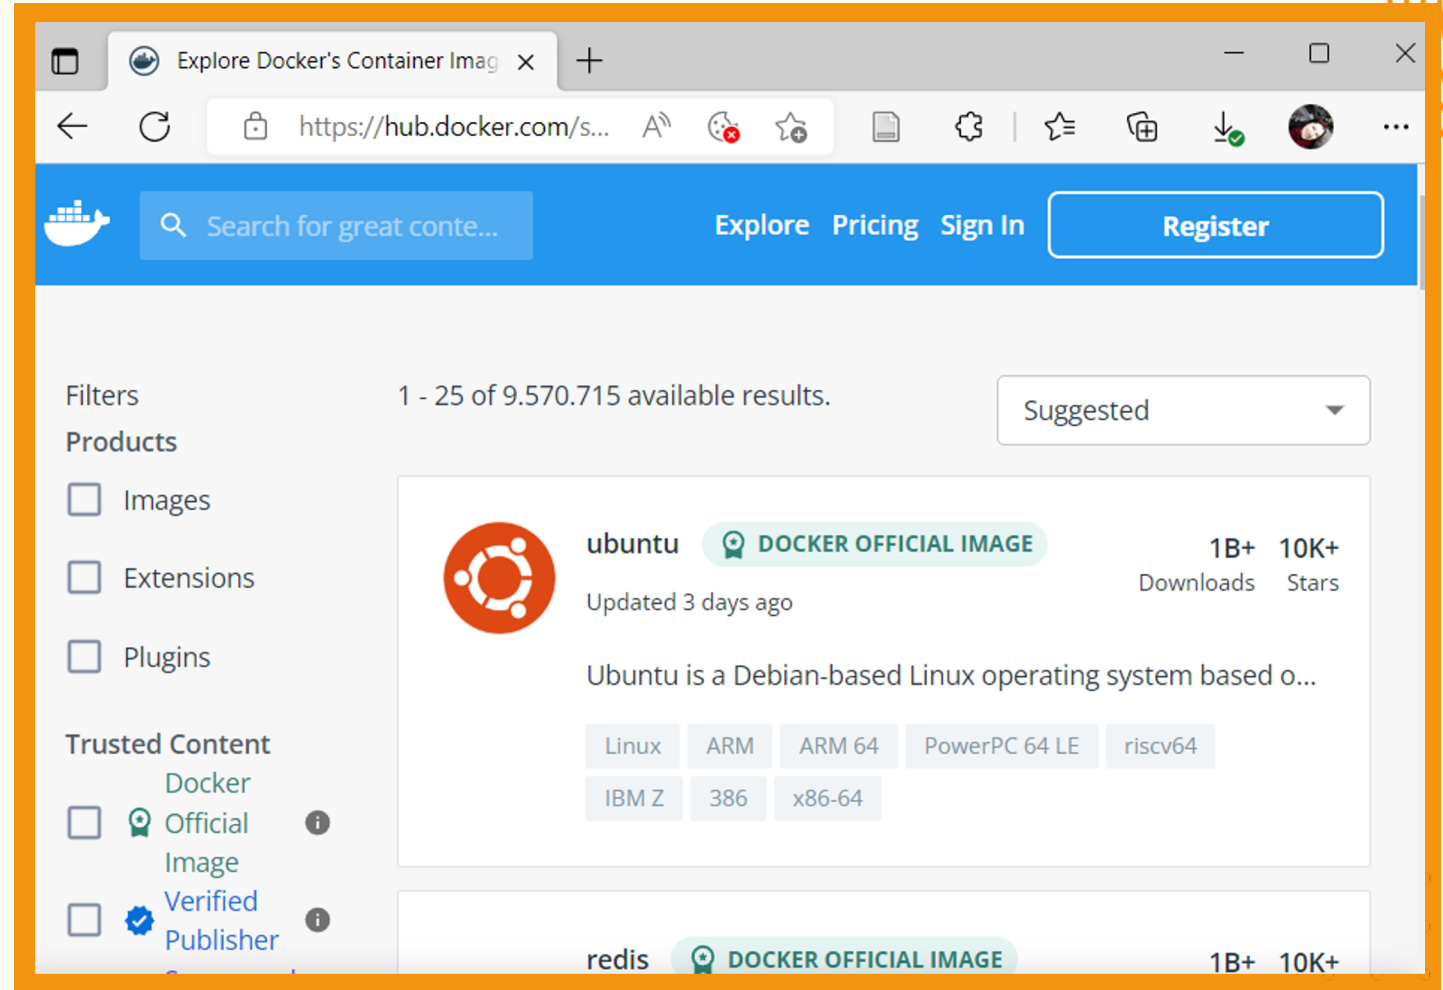 Explore Docker's Container Imag
https://hub.docker.com/s...
Search for great conte...
Explore Pricing Sign In Register
Filters
Products
Images
Extensions
Plugins
Trusted Content
Docker
Official
Image
Verified
Publisher
1 - 25 of 9.570.715 available results.
Suggested
ubuntu DOCKER OFFICIAL IMAGE
1B+ 10K+
Downloads Stars
Updated 3 days ago
Ubuntu is a Debian-based Linux operating system based o...
Linux ARM ARM 64 PowerPC 64 LE riscv64
IBM Z 386 x86-64
redis DOCKER OFFICIAL IMAGE
1B+ 10K+